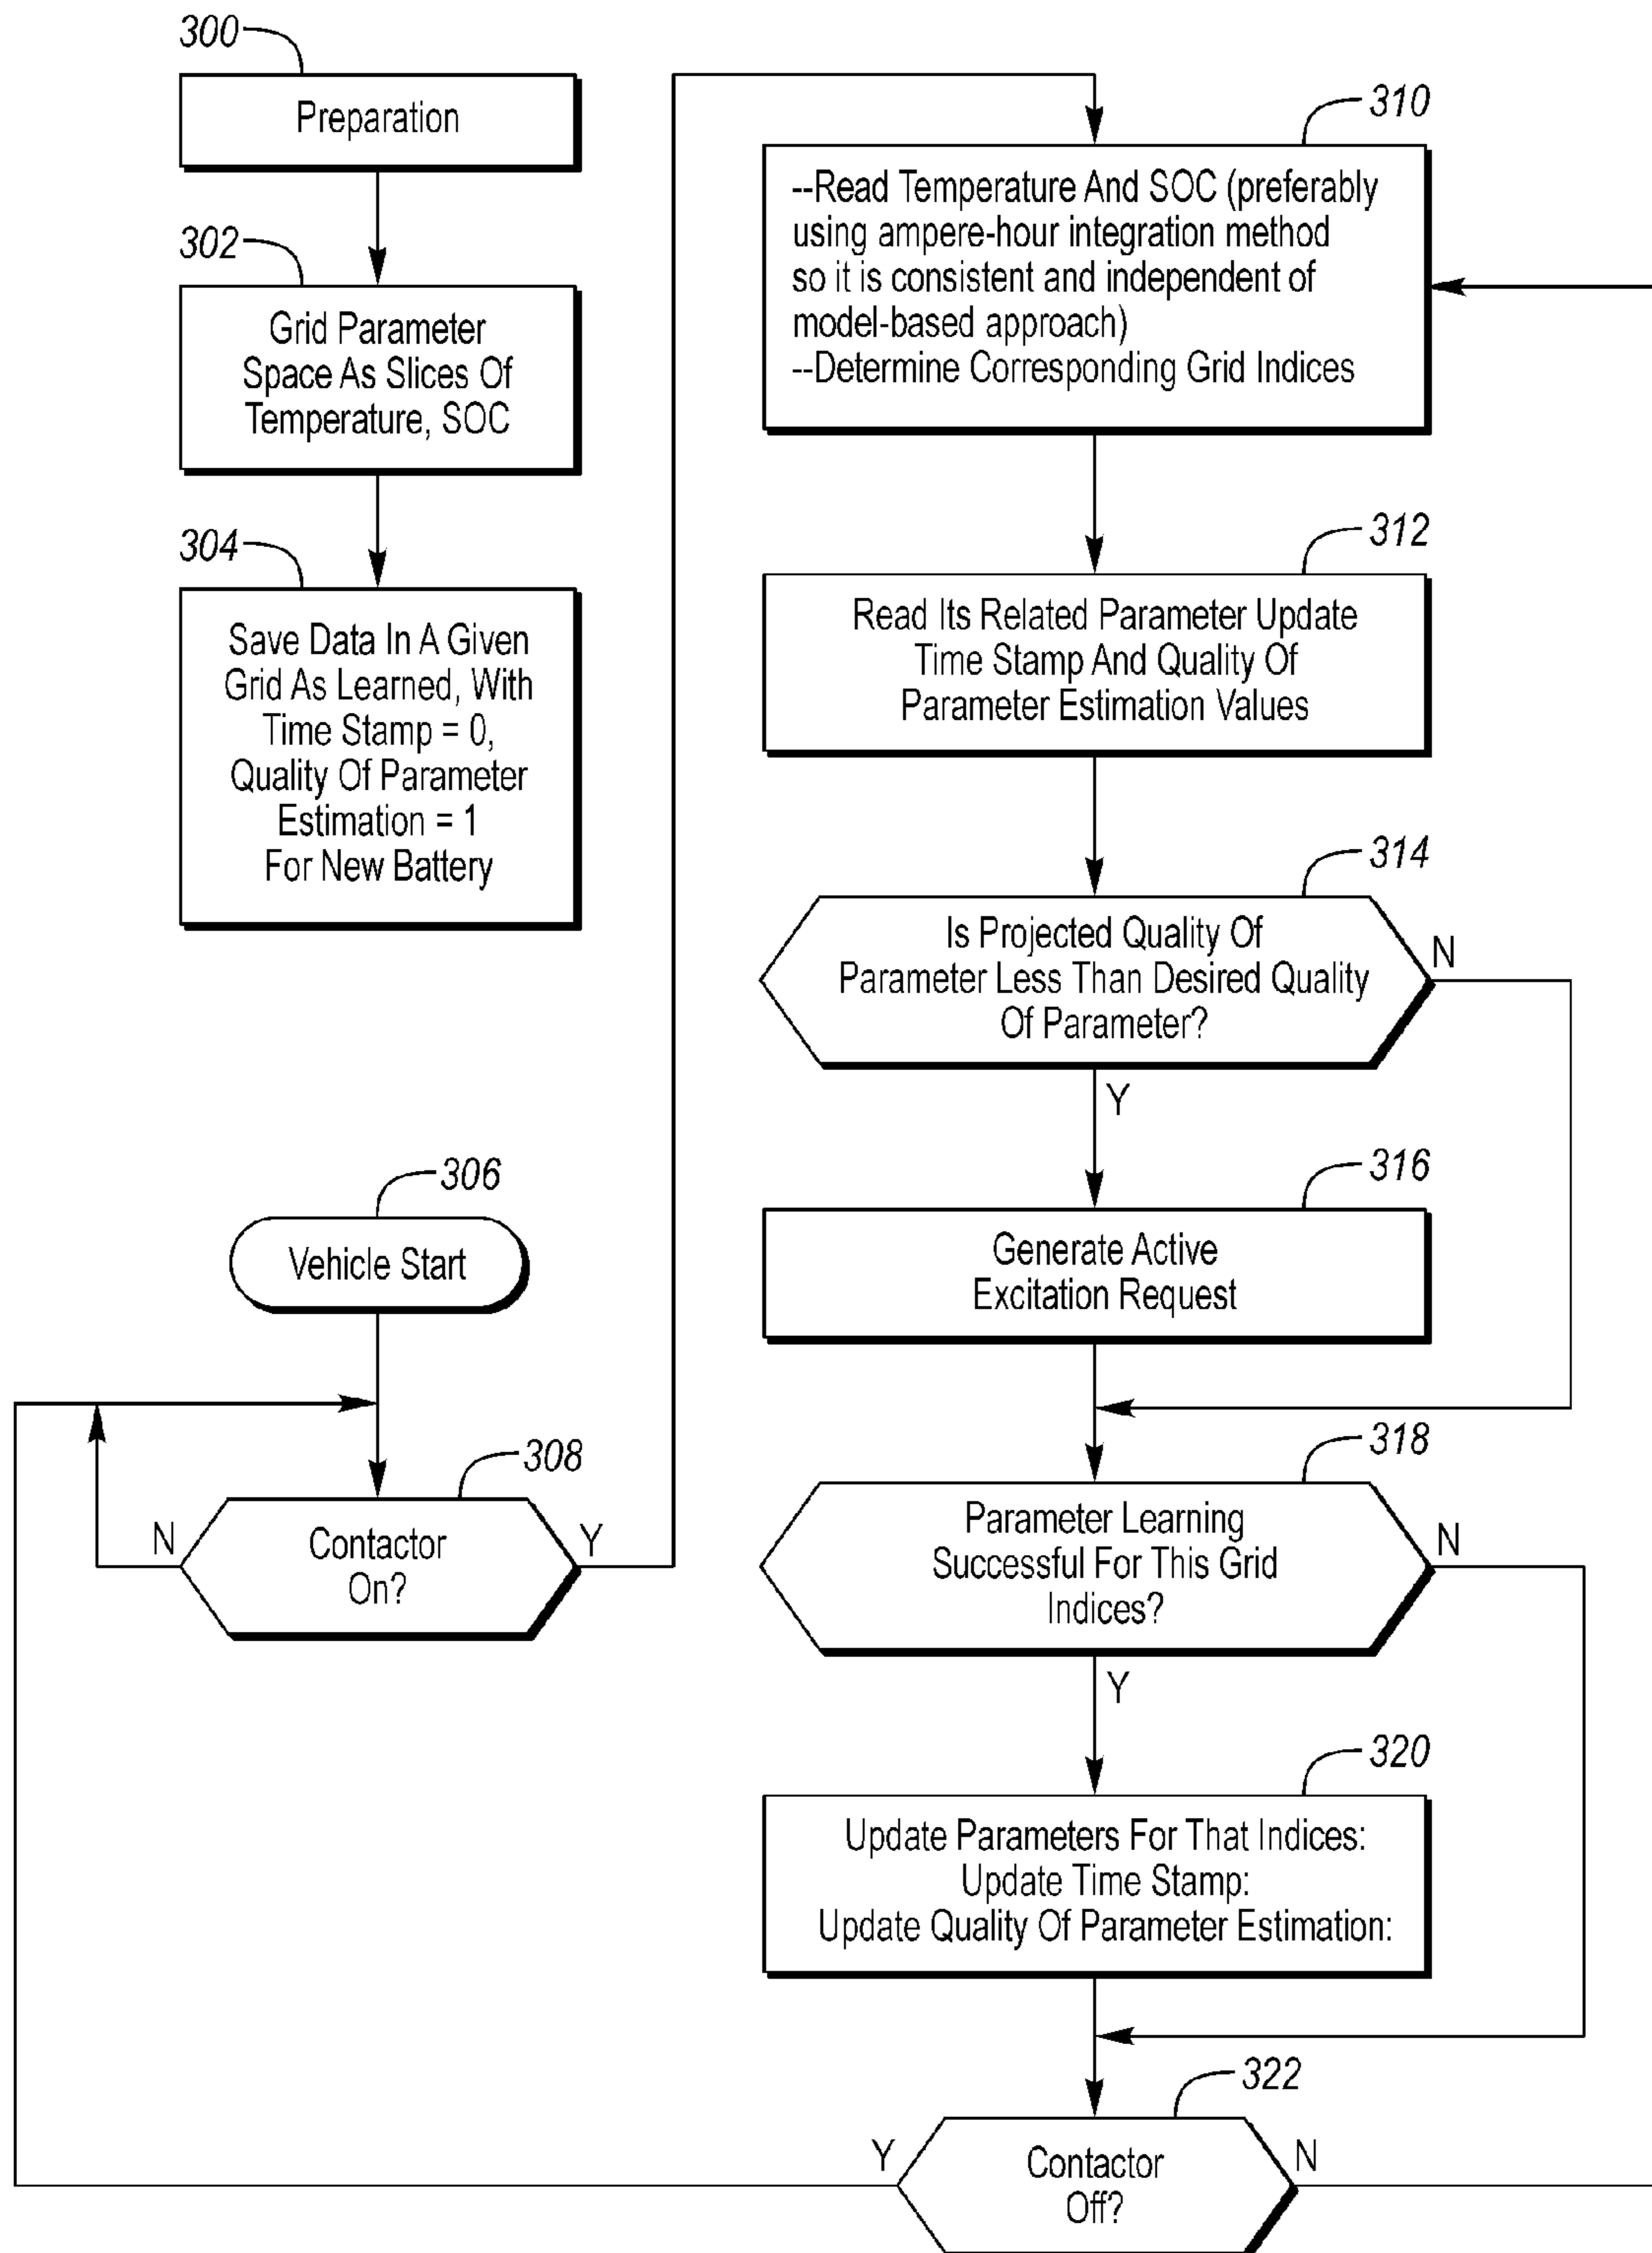 300
Preparation
302
Grid Parameter
Space As Slices Of
Temperature, SOC
304
Save Data In A Given
Grid As Learned, With
Time Stamp = 0,
Quality Of Parameter
Estimation = 1
For New Battery
306
Vehicle Start
308
Contactor
On?
N
Y
310
--Read Temperature And SOC (preferably
using ampere-hour integration method
so it is consistent and independent of
model-based approach)
--Determine Corresponding Grid Indices
312
Read Its Related Parameter Update
Time Stamp And Quality Of
Parameter Estimation Values
314
Is Projected Quality Of
Parameter Less Than Desired Quality
Of Parameter?
N
Y
316
Generate Active
Excitation Request
318
Parameter Learning
Successful For This Grid
Indices?
N
Y
320
Update Parameters For That Indices:
Update Time Stamp:
Update Quality Of Parameter Estimation:
322
Contactor
Off?
Y
N